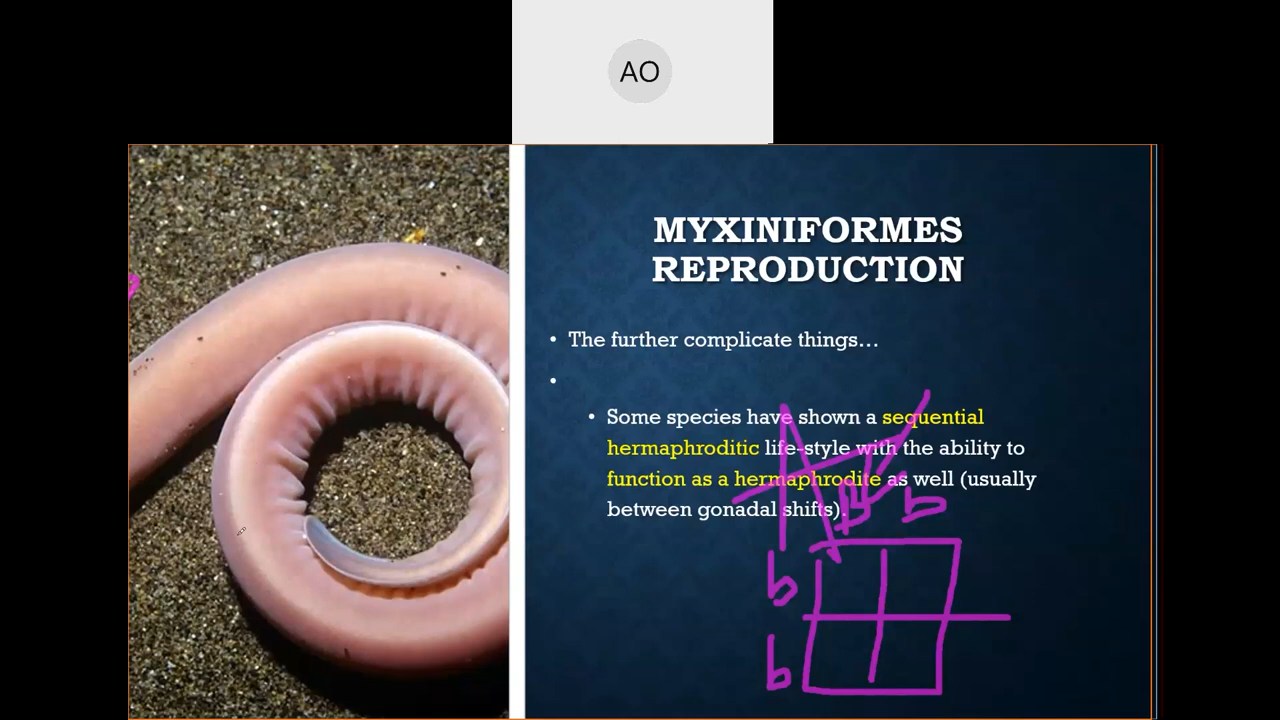 AO
MYXINIFORMES
REPRODUCTION
• The further complicate things…
•
• Some species have shown a sequential
hermaphroditic life-style with the ability to
function as a hermaphrodite as well (usually
between gonadal shifts).
A
B b
b
b